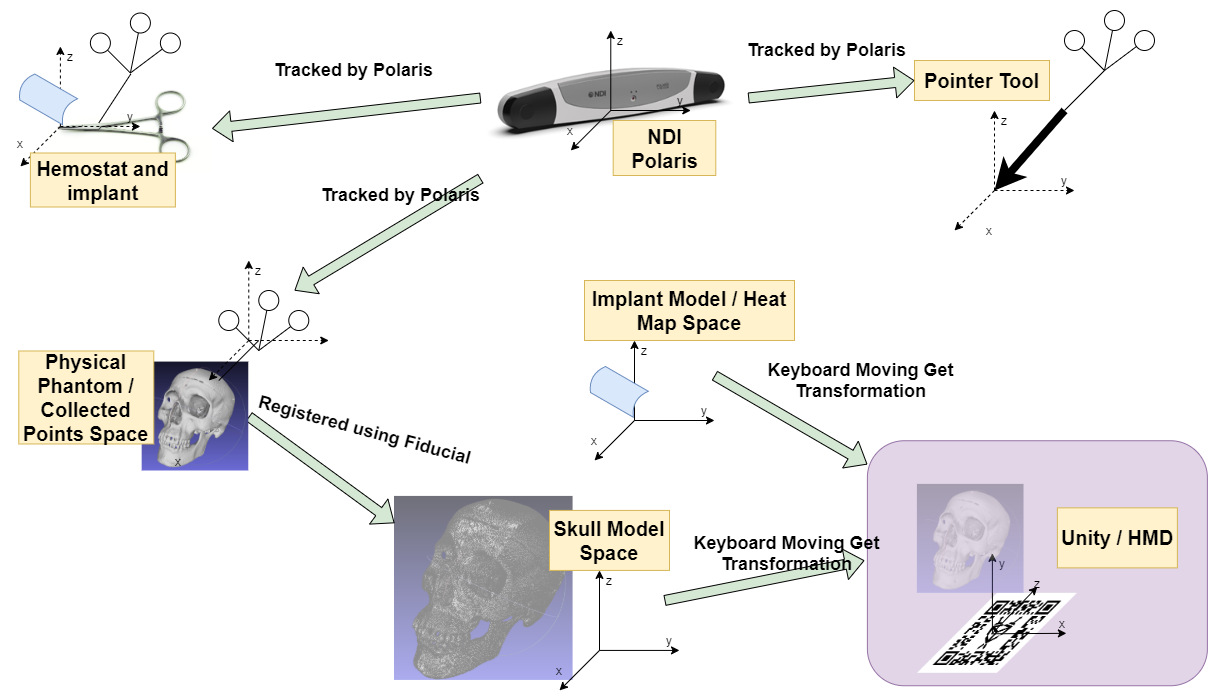 z
y
x
Hemostat and
implant
Tracked by Polaris
z
NDI
y
x
NDI
Polaris
Tracked by Polaris
Pointer Tool
z
y
x
Tracked by Polaris
z
Physical
Phantom /
Collected
Points Space
x
Registered using Fiducial
Implant Model / Heat
Map Space
z
y
x
Keyboard Moving Get
Transformation
Skull Model
Space
z
y
x
Keyboard Moving Get
Transformation
Unity / HMD
y
z
x